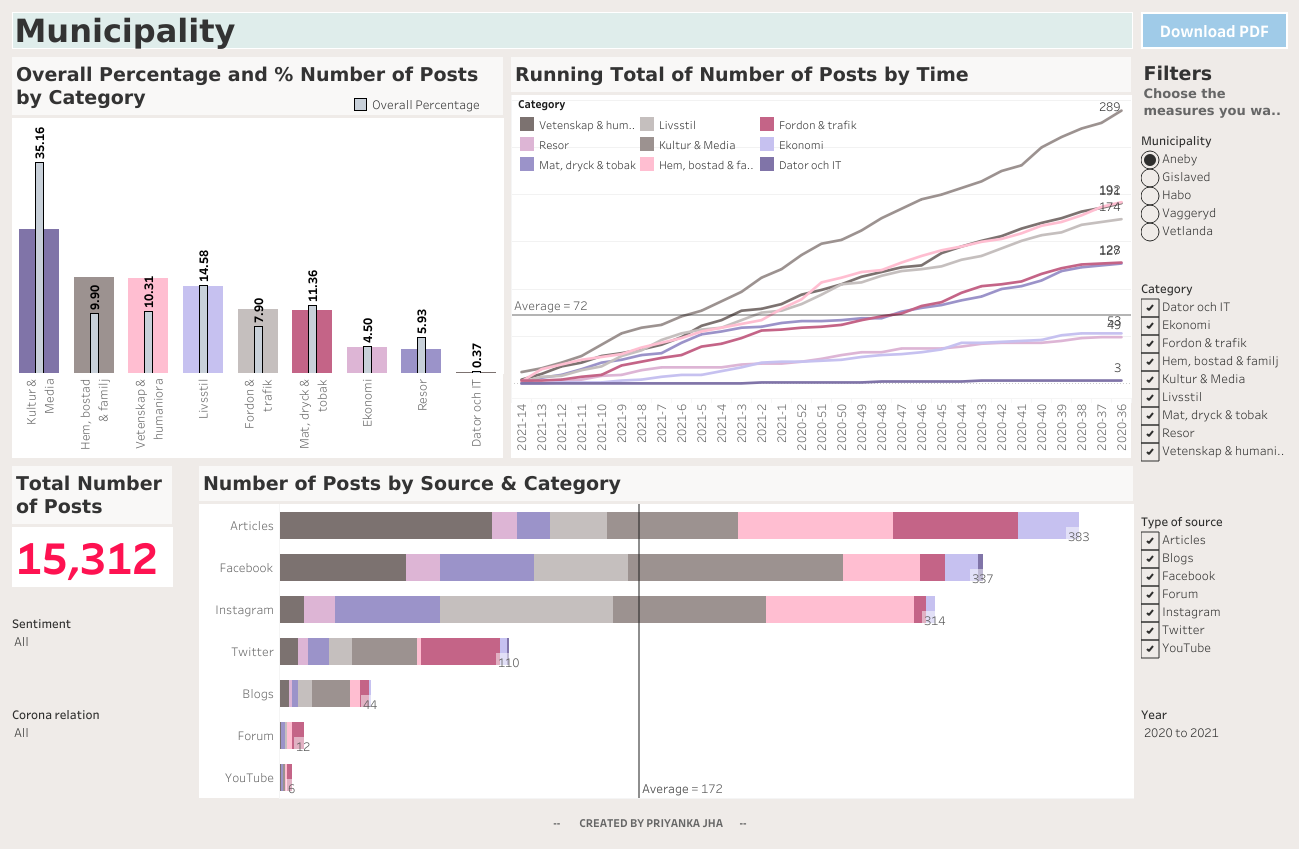 Municipality
Download PDF
Overall Percentage and % Number of Posts
by Category
Overall Percentage
35.16
9.90
10.31
14.58
7.90
11.36
4.50
5.93
0.37
Kultur &
Media
Hem, bostad
& familj
Vetenskap &
humaniora
Livsstil
Fordon &
trafik
Mat, dryck &
tobak
Ekonomi
Resor
Dator och IT
Running Total of Number of Posts by Time
Category
Vetenskap & hum..
Livsstil
Fordon & trafik
Resor
Kultur & Media
Ekonomi
Mat, dryck & tobak
Hem, bostad & fa..
Dator och IT
289
192
174
128
53
49
3
Average = 72
2021-14
2021-13
2021-12
2021-11
2021-10
2021-9
2021-8
2021-7
2021-6
2021-5
2021-4
2021-3
2021-2
2021-1
2020-52
2020-51
2020-50
2020-49
2020-48
2020-47
2020-46
2020-45
2020-44
2020-43
2020-42
2020-41
2020-40
2020-39
2020-38
2020-37
2020-36
Filters
Choose the
measures you wa..
Municipality
Aneby
Gislaved
Habo
Vaggeryd
Vetlanda
Category
Dator och IT
Ekonomi
Fordon & trafik
Hem, bostad & familj
Kultur & Media
Livsstil
Mat, dryck & tobak
Resor
Vetenskap & humani..
Total Number
of Posts
15,312
Sentiment
All
Corona relation
All
Number of Posts by Source & Category
Articles
383
Facebook
337
Instagram
314
Twitter
110
Blogs
44
Forum
12
YouTube
6
Average = 172
Type of source
Articles
Blogs
Facebook
Forum
Instagram
Twitter
YouTube
Year
2020 to 2021
-- CREATED BY PRIYANKA JHA --